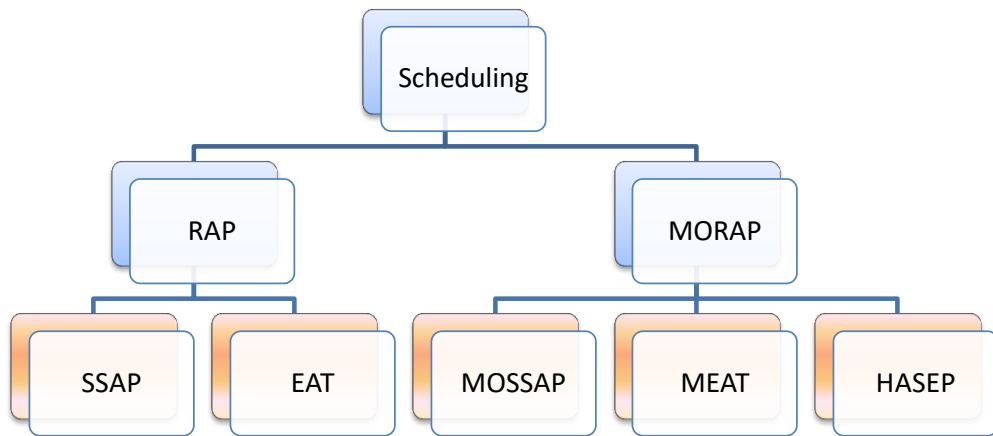 Scheduling
RAP
MORAP
SSAP
EAT
MOSSAP
MEAT
HASEP